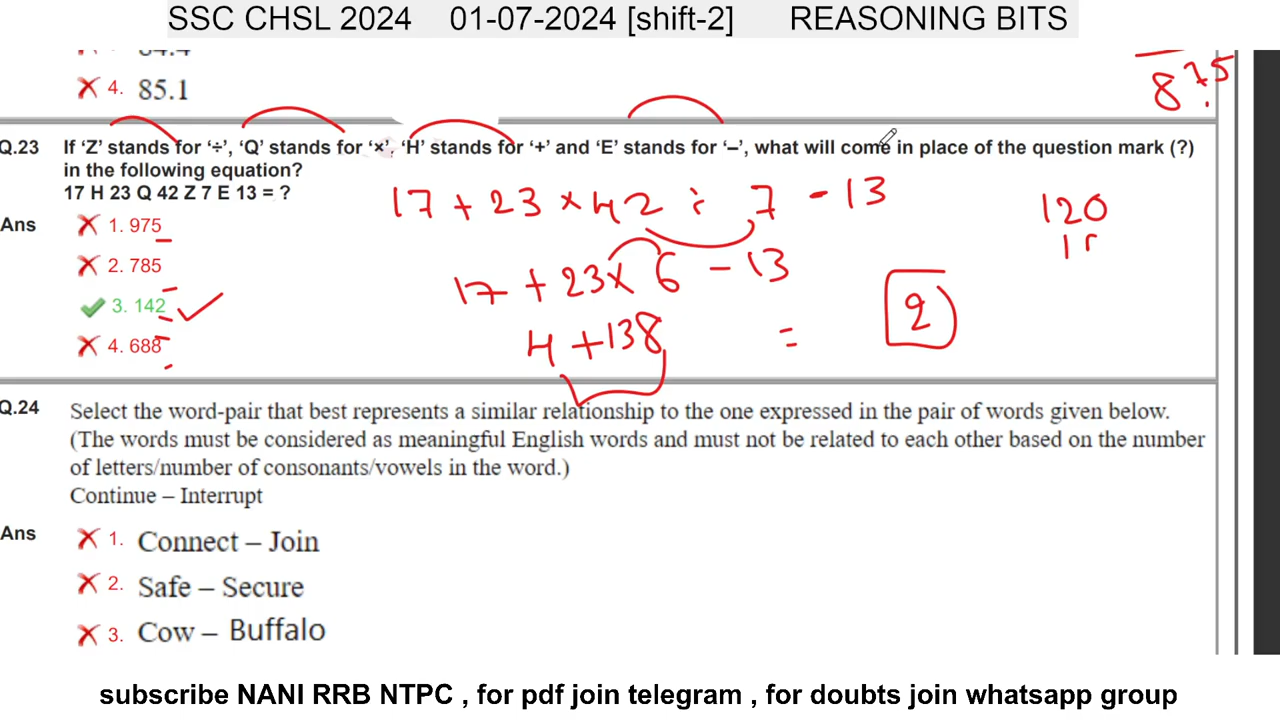 SSC CHSL 2024 01-07-2024 [shift-2] REASONING BITS
4. 85.1
875
Q.23 If ‘Z’ stands for ‘÷’, ‘Q’ stands for ‘×’, ‘H’ stands for ‘+’ and ‘E’ stands for ‘–’, what will come in place of the question mark (?)
in the following equation?
17 H 23 Q 42 Z 7 E 13 = ?
17 + 23 × 42 ÷ 7 - 13
Ans
1. 975
2. 785
3. 142
4. 688
17 + 23 × 6 - 13
4 + 138 = 2
120
Q.24 Select the word-pair that best represents a similar relationship to the one expressed in the pair of words given below.
(The words must be considered as meaningful English words and must not be related to each other based on the number
of letters/number of consonants/vowels in the word.)
Continue – Interrupt
Ans
1. Connect – Join
2. Safe – Secure
3. Cow – Buffalo
subscribe NANI RRB NTPC , for pdf join telegram , for doubts join whatsapp group